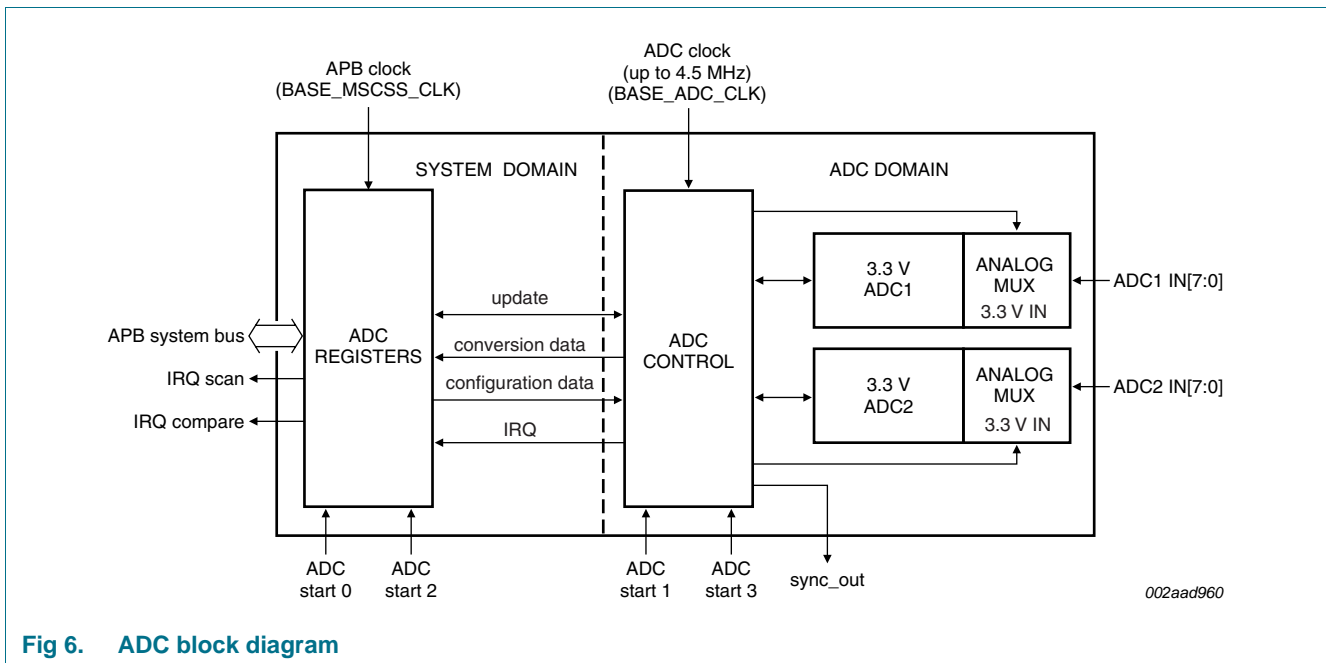 APB clock
(BASE_MSCSS_CLK)
ADC clock
(up to 4.5 MHz)
(BASE_ADC_CLK)
SYSTEM DOMAIN
ADC DOMAIN
ADC
REGISTERS
update
conversion data
configuration data
IRQ
ADC
CONTROL
3.3 V
ADC1
ANALOG
MUX
3.3 V IN
ADC1 IN[7:0]
3.3 V
ADC2
ANALOG
MUX
3.3 V IN
ADC2 IN[7:0]
APB system bus
IRQ scan
IRQ compare
ADC
start 0
ADC
start 2
ADC
start 1
ADC
start 3
sync_out
002aad960
Fig 6. ADC block diagram